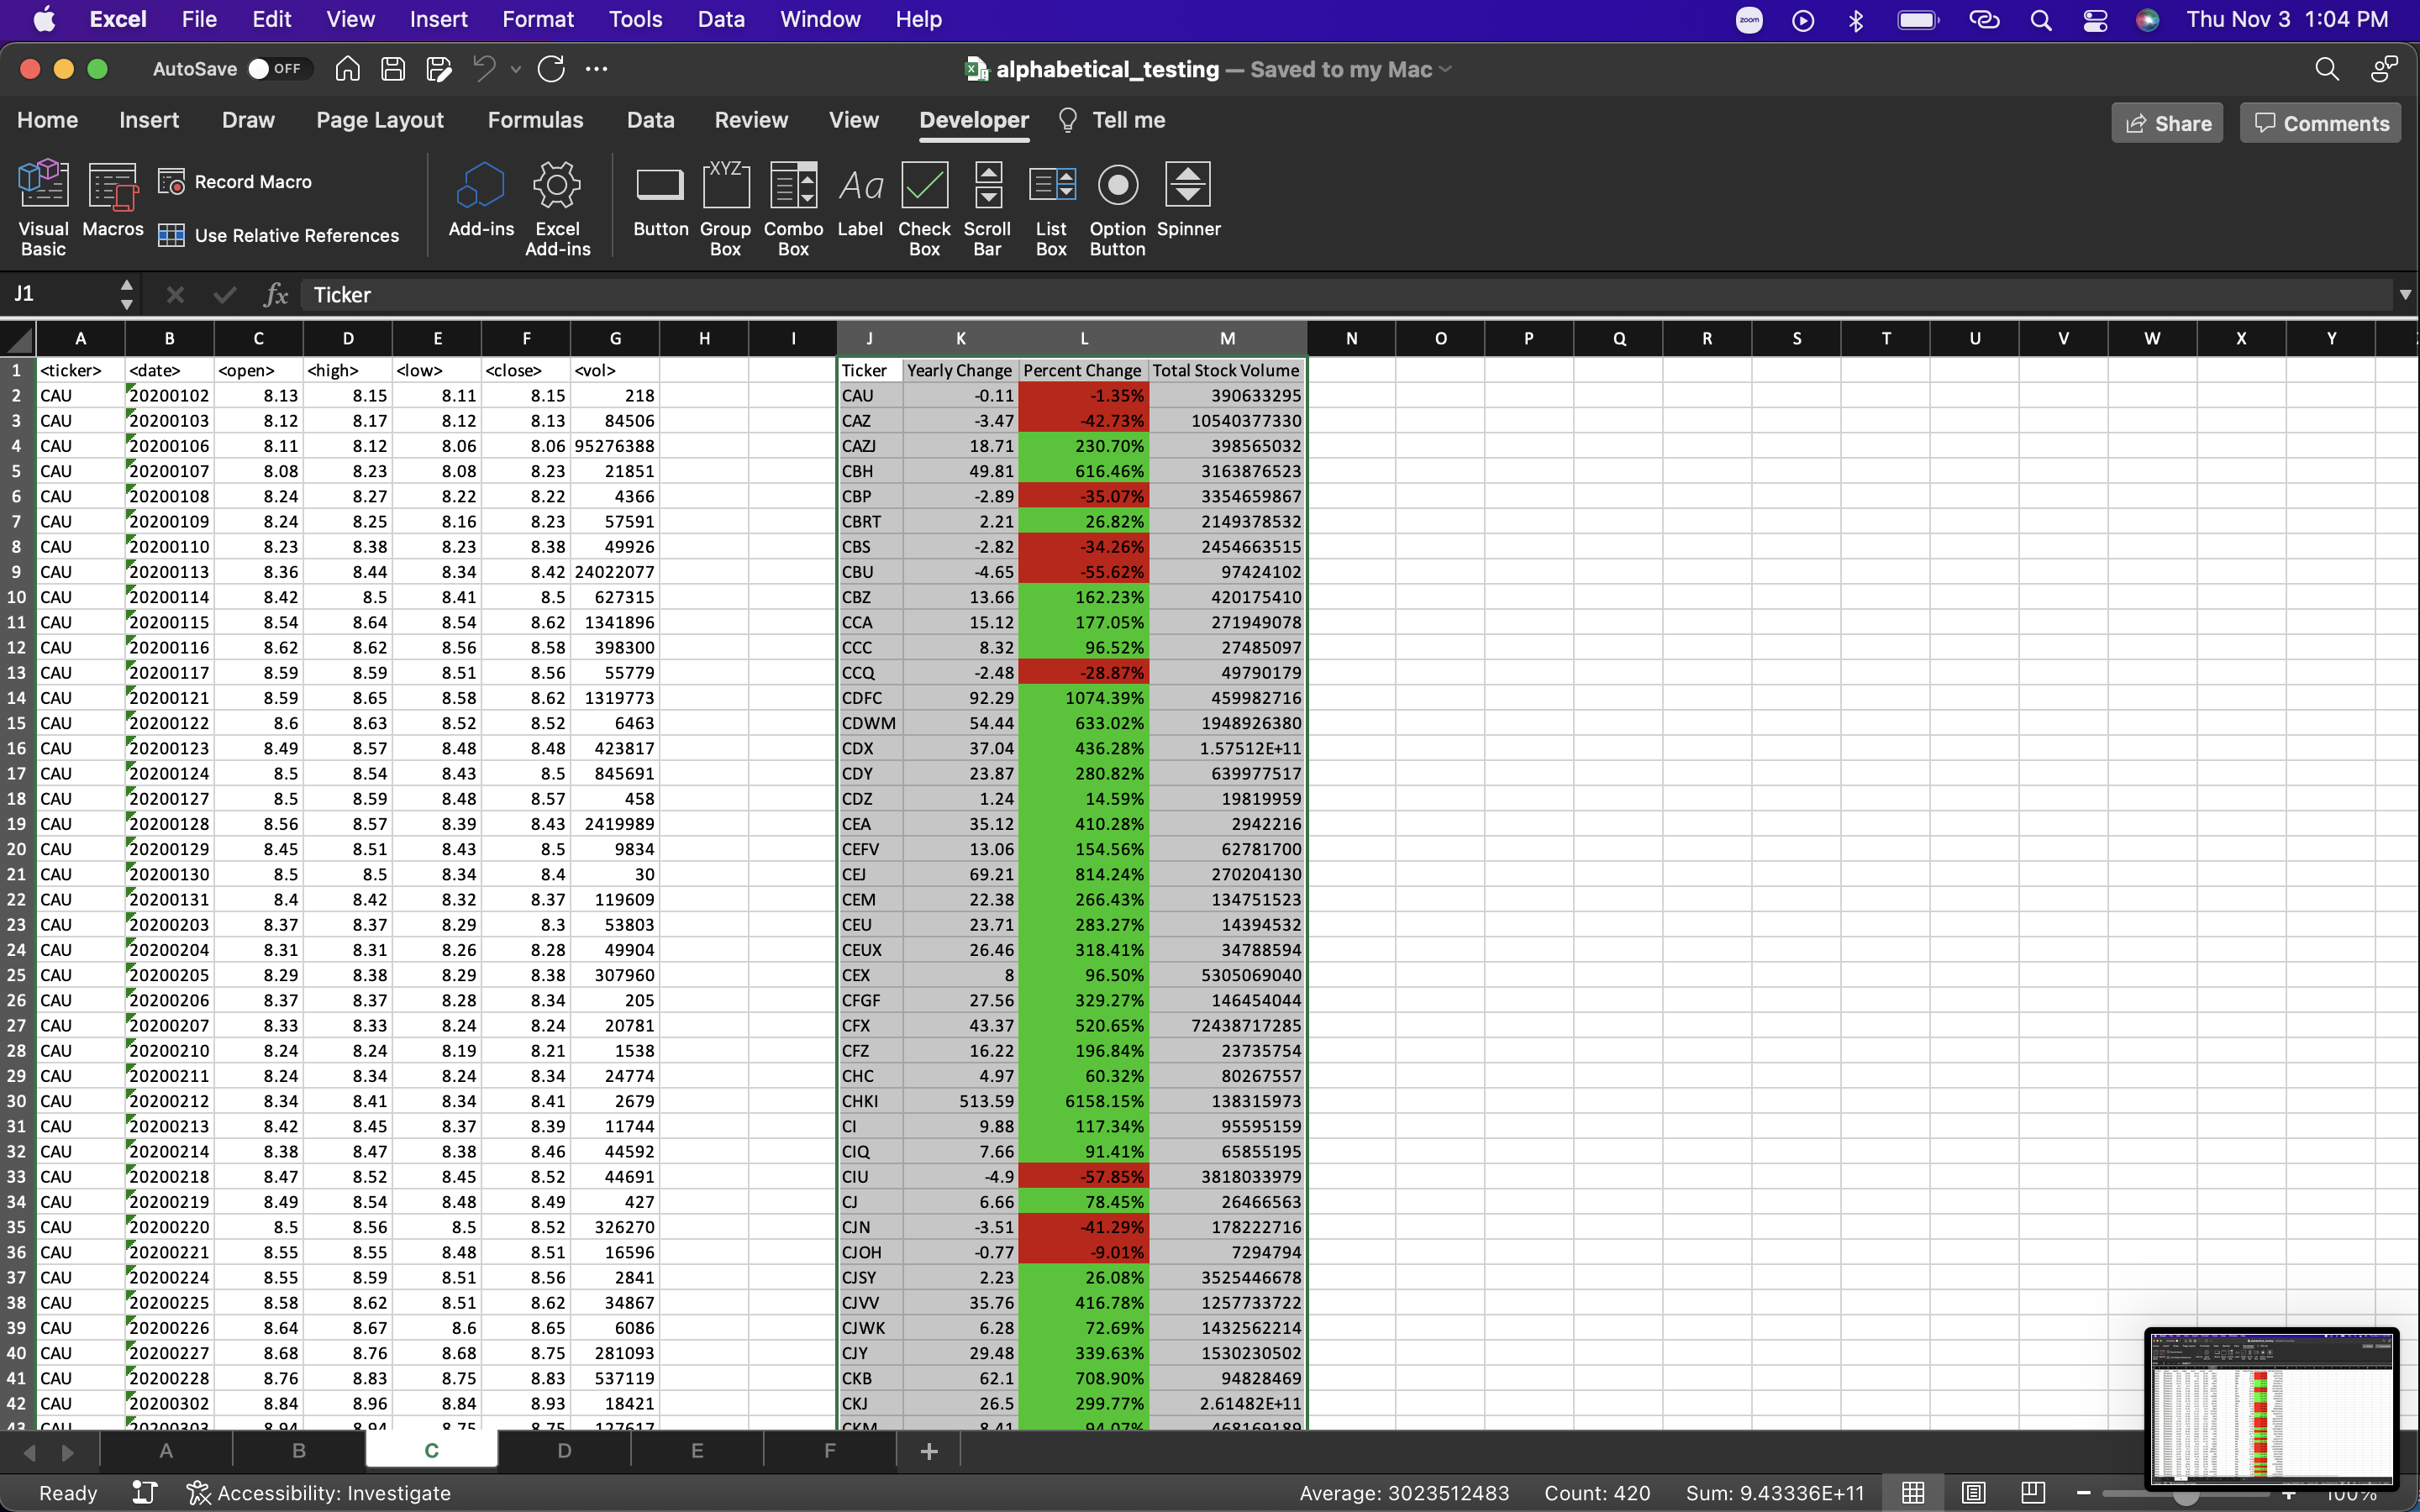 Excel File Edit View Insert Format Tools Data Window Help zoom Thu Nov 3 1:04 PM
AutoSave OFF alphabetical_testing — Saved to my Mac
Home Insert Draw Page Layout Formulas Data Review View Developer Tell me Share Comments
Visual Basic Macros Record Macro Use Relative References Add-ins Excel Add-ins Button XYZ Group Box Combo Box Aa Label Check Box Scroll Bar List Box Option Button Spinner
J1 fx Ticker
A B C D E F G H I J K L M N O P Q R S T U V W X Y
1 <ticker> <date> <open> <high> <low> <close> <vol> Ticker Yearly Change Percent Change Total Stock Volume
2 CAU 20200102 8.13 8.15 8.11 8.15 218 CAU -0.11 -1.35% 390633295
3 CAU 20200103 8.12 8.17 8.12 8.13 84506 CAZ -3.47 -42.73% 10540377330
4 CAU 20200106 8.11 8.12 8.06 8.06 95276388 CAZJ 18.71 230.70% 398565032
5 CAU 20200107 8.08 8.23 8.08 8.23 21851 CBH 49.81 616.46% 3163876523
6 CAU 20200108 8.24 8.27 8.22 8.22 4366 CBP -2.89 -35.07% 3354659867
7 CAU 20200109 8.24 8.25 8.16 8.23 57591 CBRT 2.21 26.82% 2149378532
8 CAU 20200110 8.23 8.38 8.23 8.38 49926 CBS -2.82 -34.26% 2454663515
9 CAU 20200113 8.36 8.44 8.34 8.42 24022077 CBU -4.65 -55.62% 97424102
10 CAU 20200114 8.42 8.5 8.41 8.5 627315 CBZ 13.66 162.23% 420175410
11 CAU 20200115 8.54 8.64 8.54 8.62 1341896 CCA 15.12 177.05% 271949078
12 CAU 20200116 8.62 8.62 8.56 8.58 398300 CCC 8.32 96.52% 27485097
13 CAU 20200117 8.59 8.59 8.51 8.56 55779 CCQ -2.48 -28.87% 49790179
14 CAU 20200121 8.59 8.65 8.58 8.62 1319773 CDFC 92.29 1074.39% 459982716
15 CAU 20200122 8.6 8.63 8.52 8.52 6463 CDWM 54.44 633.02% 1948926380
16 CAU 20200123 8.49 8.57 8.48 8.48 423817 CDX 37.04 436.28% 1.57512E+11
17 CAU 20200124 8.5 8.54 8.43 8.5 845691 CDY 23.87 280.82% 639977517
18 CAU 20200127 8.5 8.59 8.48 8.57 458 CDZ 1.24 14.59% 19819959
19 CAU 20200128 8.56 8.57 8.39 8.43 2419989 CEA 35.12 410.28% 2942216
20 CAU 20200129 8.45 8.51 8.43 8.5 9834 CEFV 13.06 154.56% 62781700
21 CAU 20200130 8.5 8.5 8.34 8.4 30 CEJ 69.21 814.24% 270204130
22 CAU 20200131 8.4 8.42 8.32 8.37 119609 CEM 22.38 266.43% 134751523
23 CAU 20200203 8.37 8.37 8.29 8.3 53803 CEU 23.71 283.27% 14394532
24 CAU 20200204 8.31 8.31 8.26 8.28 49904 CEUX 26.46 318.41% 34788594
25 CAU 20200205 8.29 8.38 8.29 8.38 307960 CEX 8 96.50% 5305069040
26 CAU 20200206 8.37 8.37 8.28 8.34 205 CFGF 27.56 329.27% 146454044
27 CAU 20200207 8.33 8.33 8.24 8.24 20781 CFX 43.37 520.65% 72438717285
28 CAU 20200210 8.24 8.24 8.19 8.21 1538 CFZ 16.22 196.84% 23735754
29 CAU 20200211 8.24 8.34 8.24 8.34 24774 CHC 4.97 60.32% 80267557
30 CAU 20200212 8.34 8.41 8.34 8.41 2679 CHKI 513.59 6158.15% 138315973
31 CAU 20200213 8.42 8.45 8.37 8.39 11744 CI 9.88 117.34% 95595159
32 CAU 20200214 8.38 8.47 8.38 8.46 44592 CIQ 7.66 91.41% 65855195
33 CAU 20200218 8.47 8.52 8.45 8.52 44691 CIU -4.9 -57.85% 3818033979
34 CAU 20200219 8.49 8.54 8.48 8.49 427 CJ 6.66 78.45% 26466563
35 CAU 20200220 8.5 8.56 8.5 8.52 326270 CJN -3.51 -41.29% 178222716
36 CAU 20200221 8.55 8.55 8.48 8.51 16596 CJOH -0.77 -9.01% 7294794
37 CAU 20200224 8.55 8.59 8.51 8.56 2841 CJSY 2.23 26.08% 3525446678
38 CAU 20200225 8.58 8.62 8.51 8.62 34867 CJVV 35.76 416.78% 1257733722
39 CAU 20200226 8.64 8.67 8.6 8.65 6086 CJWK 6.28 72.69% 1432562214
40 CAU 20200227 8.68 8.76 8.68 8.75 281093 CJY 29.48 339.63% 1530230502
41 CAU 20200228 8.76 8.83 8.75 8.83 537119 CKB 62.1 708.90% 94828469
42 CAU 20200302 8.84 8.96 8.84 8.93 18421 CKJ 26.5 299.77% 2.61482E+11
43 CAU 20200303 8.94 8.94 8.75 8.75 127617 CKM 8.41 94.07% 468169189
A B C D E F +
Ready Accessibility: Investigate Average: 3023512483 Count: 420 Sum: 9.43336E+11 100%